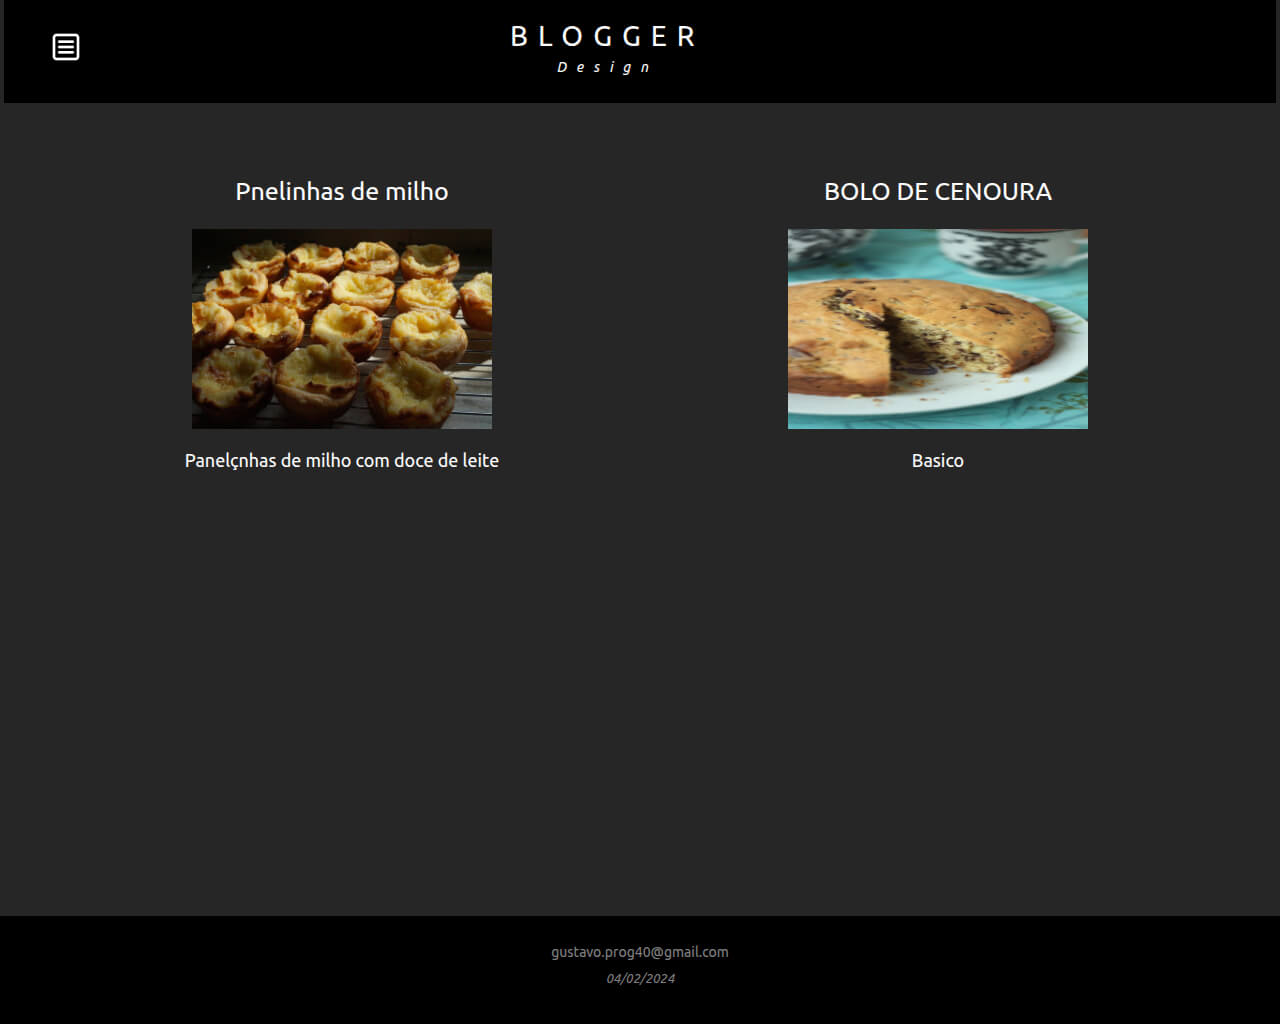 BLOGGER
Design
Pnelinhas de milho
BOLO DE CENOURA
Panelçnhas de milho com doce de leite
Basico
gustavo.prog40@gmail.com
04/02/2024